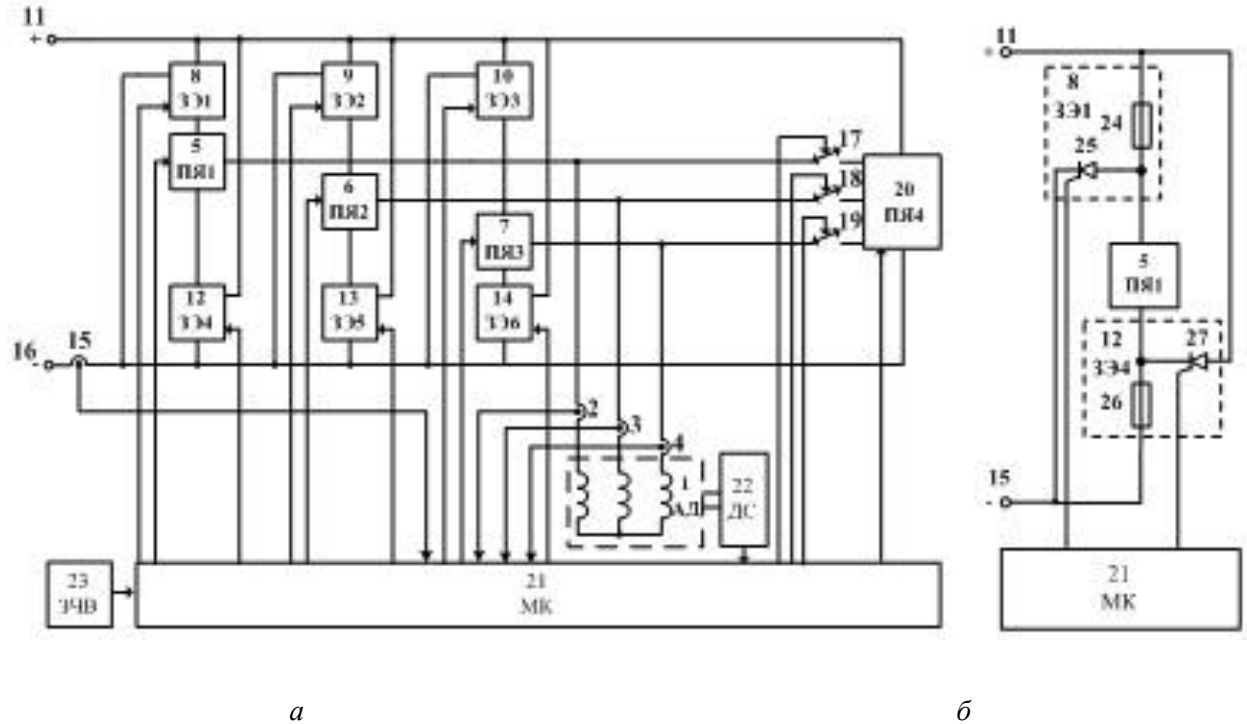 11
+
8
ЗЭ1
9
ЗЭ2
10
ЗЭ3
5
ПЯ1
6
ПЯ2
7
ПЯ3
17
18
19
20
ПЯ4
12
ЗЭ4
13
ЗЭ5
14
ЗЭ6
16
-
15
2
3
4
1
АД
22
ДС
23
ЗЧВ
21
МК
а
11
+
8
ЗЭ1
24
25
5
ПЯ1
12
ЗЭ4
27
26
15
-
21
МК
б